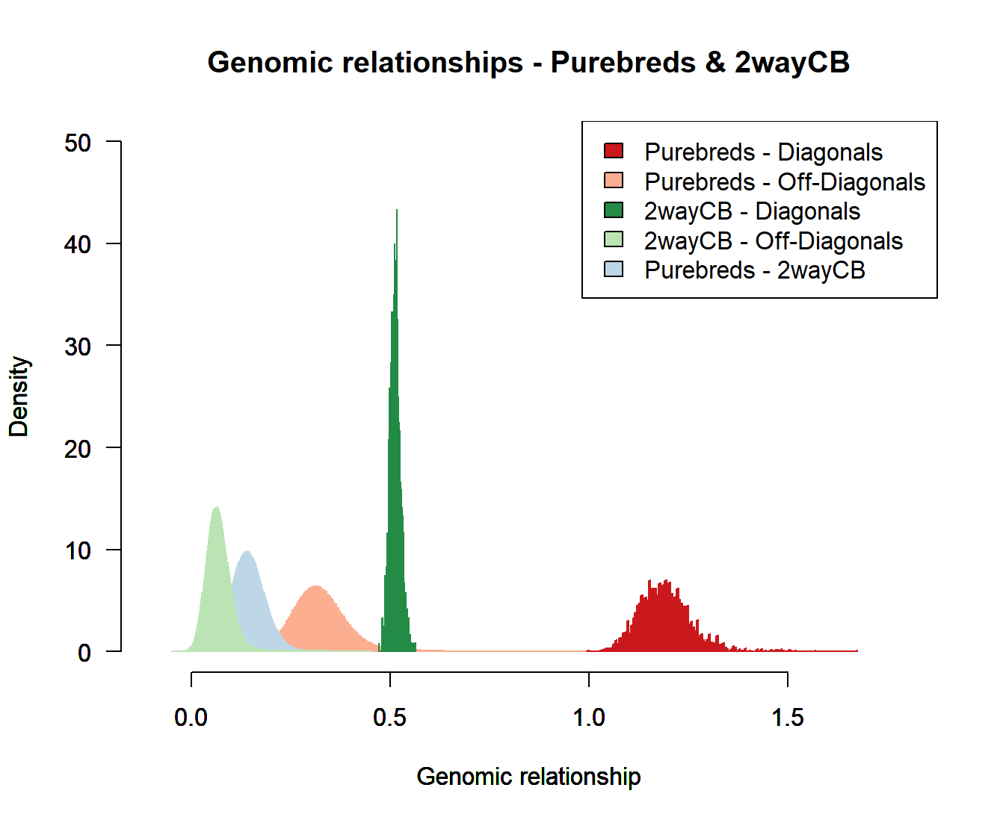 Genomic relationships - Purebreds & 2wayCB
Purebreds - Diagonals
Purebreds - Off-Diagonals
2wayCB - Diagonals
2wayCB - Off-Diagonals
Purebreds - 2wayCB
50
40
30
20
10
0
Density
0.0 0.5 1.0 1.5
Genomic relationship